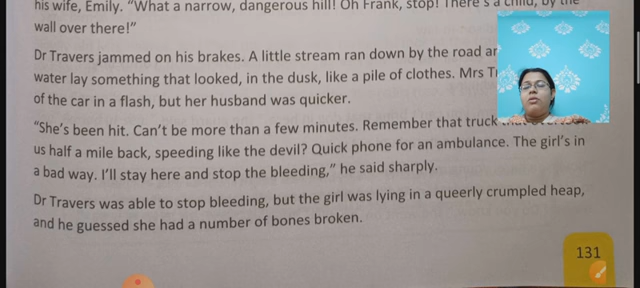 his wife, Emily. “What a narrow, dangerous hill! Oh Frank, stop! There's a child, by the
wall over there!”
Dr Travers jammed on his brakes. A little stream ran down by the road
water lay something that looked, in the dusk, like a pile of clothes. Mrs
of the car in a flash, but her husband was quicker.
“She's been hit. Can't be more than a few minutes. Remember that truck
us half a mile back, speeding like the devil? Quick phone for an ambulance. The girl's in
a bad way. I'll stay here and stop the bleeding,” he said sharply.
Dr Travers was able to stop bleeding, but the girl was lying in a queerly crumpled heap,
and he guessed she had a number of bones broken.
131